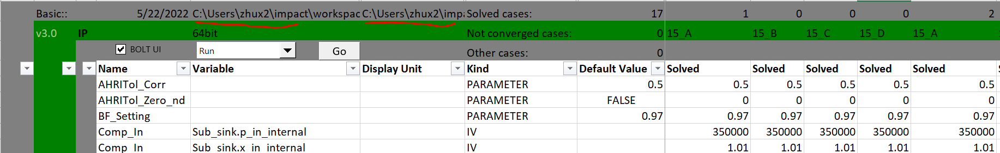 Basic:: 5/22/2022 C:\Users\zhux2\impact\workspac C:\Users\zhux2\impa Solved cases: 17 1 0 0 0 2
v3.0 IP 64bit Not converged cases: 0 15_A 15_B 15_C 15_D 15_A
BOLT UI Run Go Other cases: 0
Name Variable Display Unit Kind Default Value Solved Solved Solved Solved Solved
AHRITol_Corr PARAMETER 0.5 0.5 0.5 0.5 0.5 0.5
AHRITol_Zero_nd PARAMETER FALSE 0 0 0 0 0
BF_Setting PARAMETER 0.97 0.97 0.97 0.97 0.97 0.97
Comp_In Sub_sink.p_in_internal IV 350000 350000 350000 350000 350000
Comp_In Sub_sink.x_in_internal IV 1.01 1.01 1.01 1.01 1.01